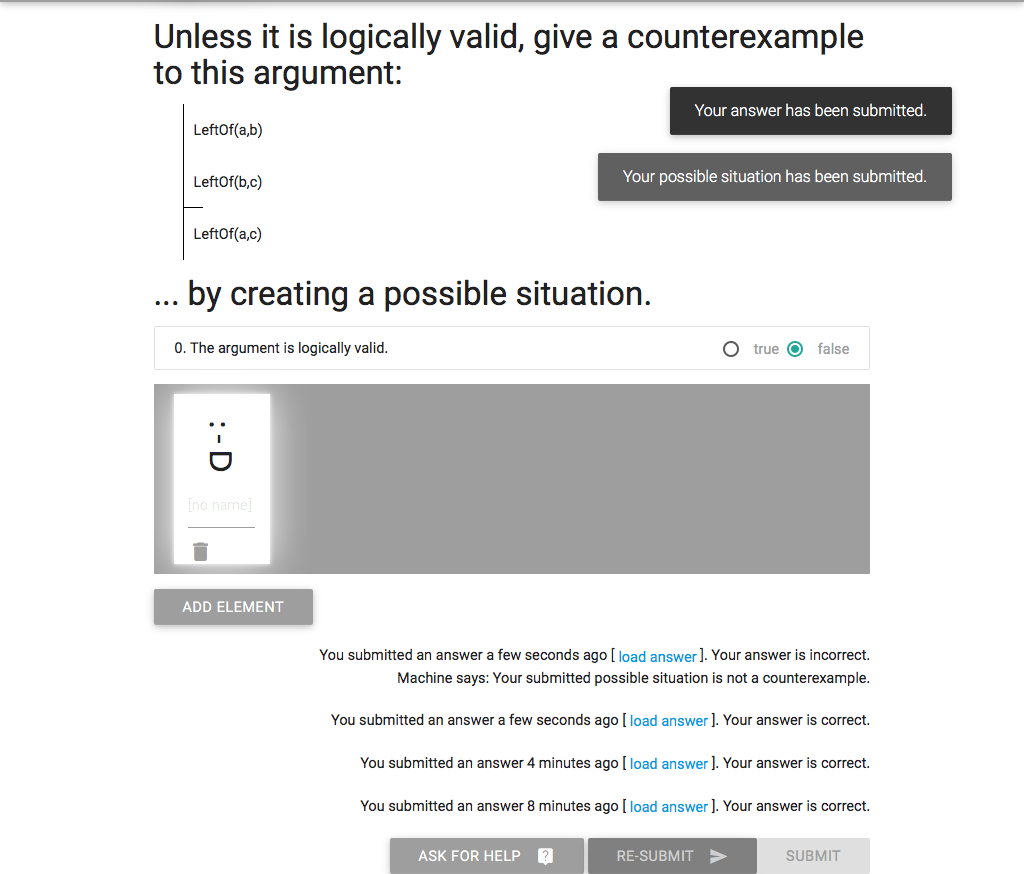 Unless it is logically valid, give a counterexample
to this argument:
Your answer has been submitted.
LeftOf(a,b)
Your possible situation has been submitted.
LeftOf(b,c)
LeftOf(a,c)
... by creating a possible situation.
0. The argument is logically valid.
true
false
:-D
[no name]
ADD ELEMENT
You submitted an answer a few seconds ago [ load answer ]. Your answer is incorrect.
Machine says: Your submitted possible situation is not a counterexample.
You submitted an answer a few seconds ago [ load answer ]. Your answer is correct.
You submitted an answer 4 minutes ago [ load answer ]. Your answer is correct.
You submitted an answer 8 minutes ago [ load answer ]. Your answer is correct.
ASK FOR HELP ?
RE-SUBMIT
SUBMIT